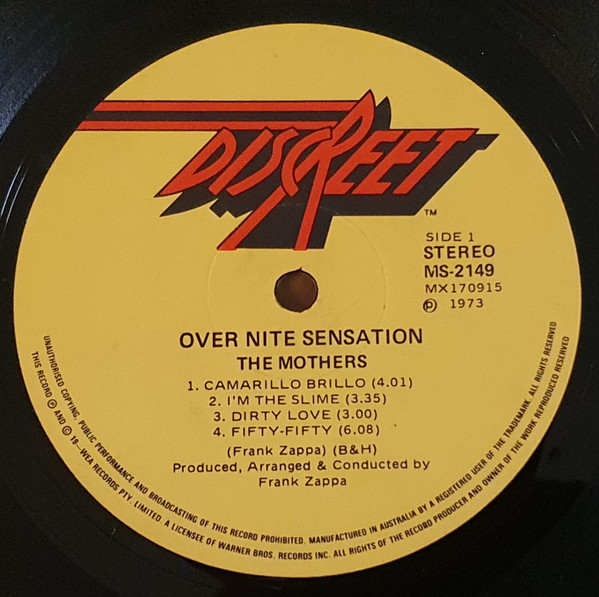 DISCREET
TM
SIDE 1
STEREO
MS-2149
MX170915
℗ 1973
OVER NITE SENSATION
THE MOTHERS
1. CAMARILLO BRILLO (4.01)
2. I'M THE SLIME (3.35)
3. DIRTY LOVE (3.00)
4. FIFTY-FIFTY (6.08)
(Frank Zappa) (B&H)
Produced, Arranged & Conducted by
Frank Zappa
UNAUTHORISED COPYING, PUBLIC PERFORMANCE AND BROADCASTING OF THIS RECORD PROHIBITED. MANUFACTURED IN AUSTRALIA BY A REGISTERED USER OF THE TRADEMARK. ALL RIGHTS RESERVED
THIS RECORD ℗ AND © 19—WEA RECORDS PTY. LIMITED. A LICENSEE OF WARNER BROS. RECORDS INC. ALL RIGHTS OF THE RECORD PRODUCER AND OWNER OF THE WORK REPRODUCED RESERVED